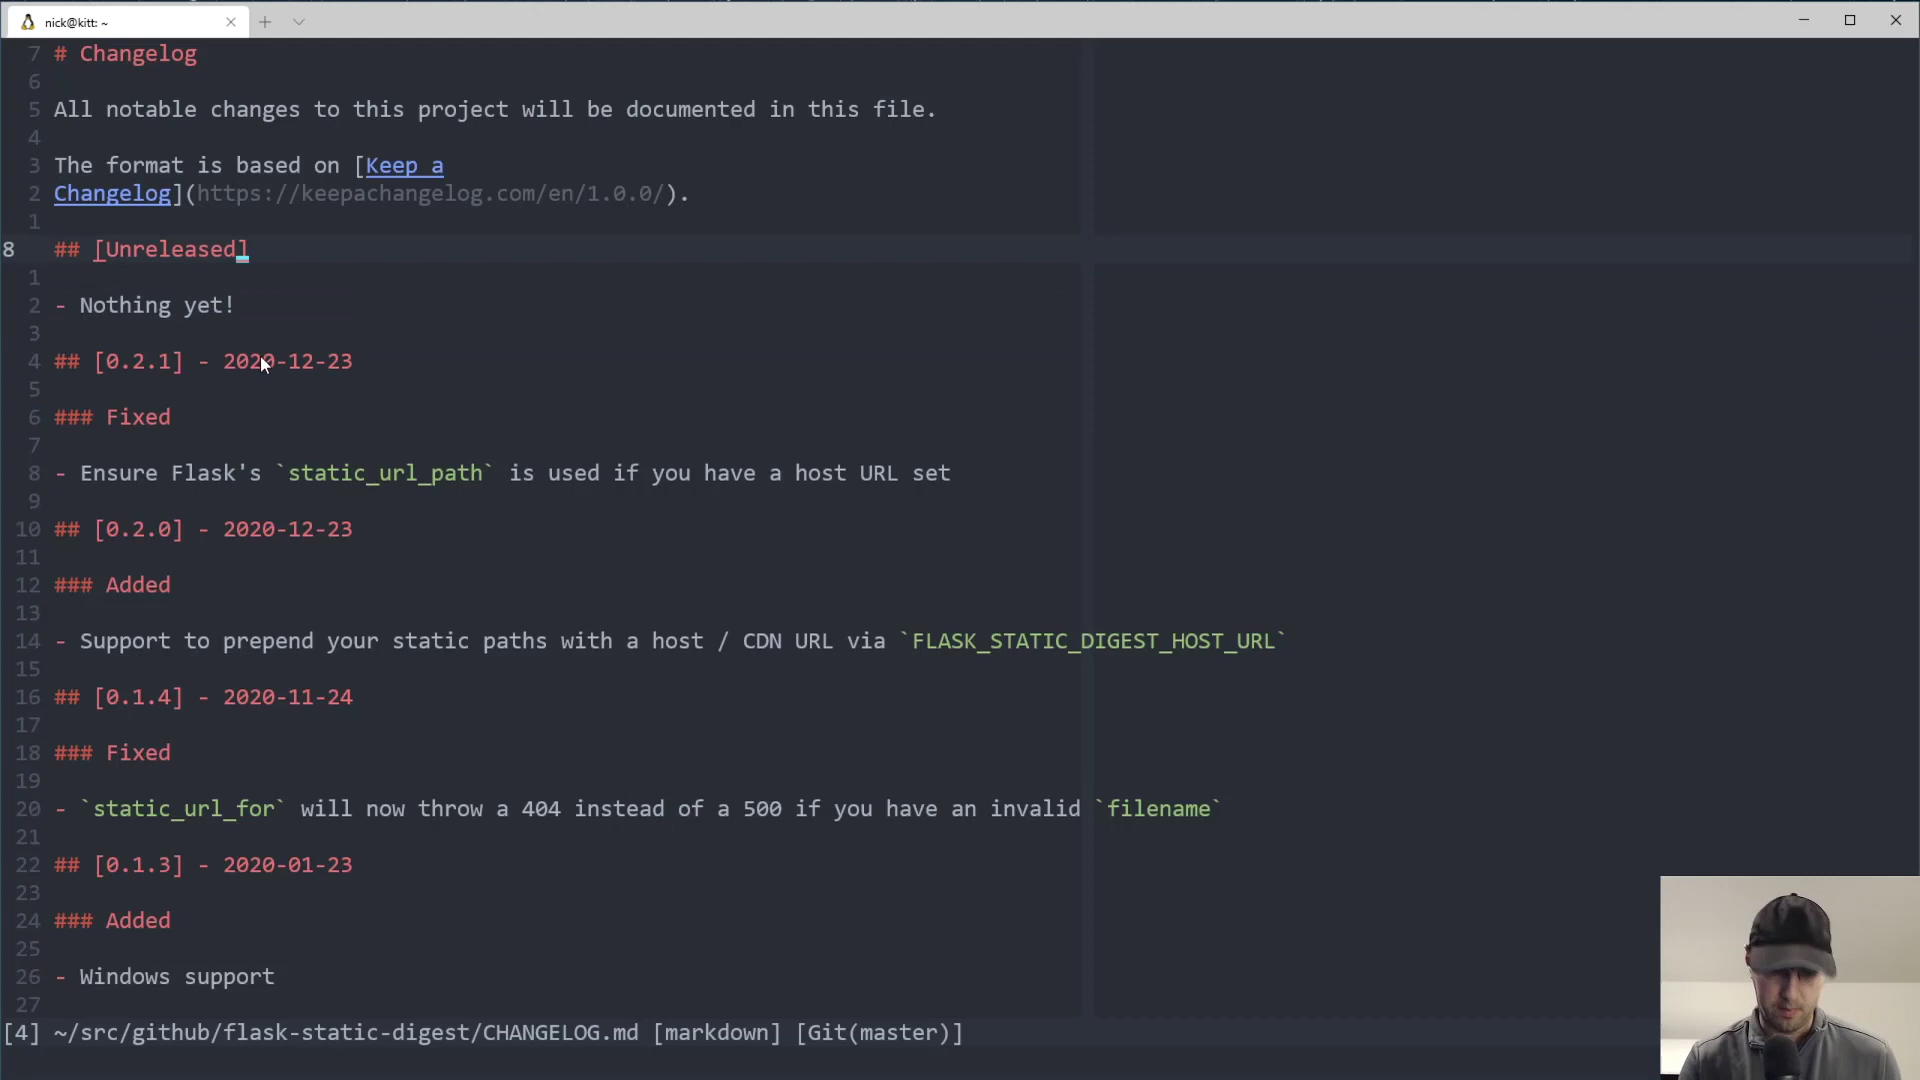 nick@kitt: ~
7 # Changelog
6
5 All notable changes to this project will be documented in this file.
4
3 The format is based on [Keep a
2 Changelog](https://keepachangelog.com/en/1.0.0/).
1
8 ## [Unreleased]
1
2 - Nothing yet!
3
4 ## [0.2.1] - 2020-12-23
5
6 ### Fixed
7
8 - Ensure Flask's `static_url_path` is used if you have a host URL set
9
10 ## [0.2.0] - 2020-12-23
11
12 ### Added
13
14 - Support to prepend your static paths with a host / CDN URL via `FLASK_STATIC_DIGEST_HOST_URL`
15
16 ## [0.1.4] - 2020-11-24
17
18 ### Fixed
19
20 - `static_url_for` will now throw a 404 instead of a 500 if you have an invalid `filename`
21
22 ## [0.1.3] - 2020-01-23
23
24 ### Added
25
26 - Windows support
27
[4] ~/src/github/flask-static-digest/CHANGELOG.md [markdown] [Git(master)]